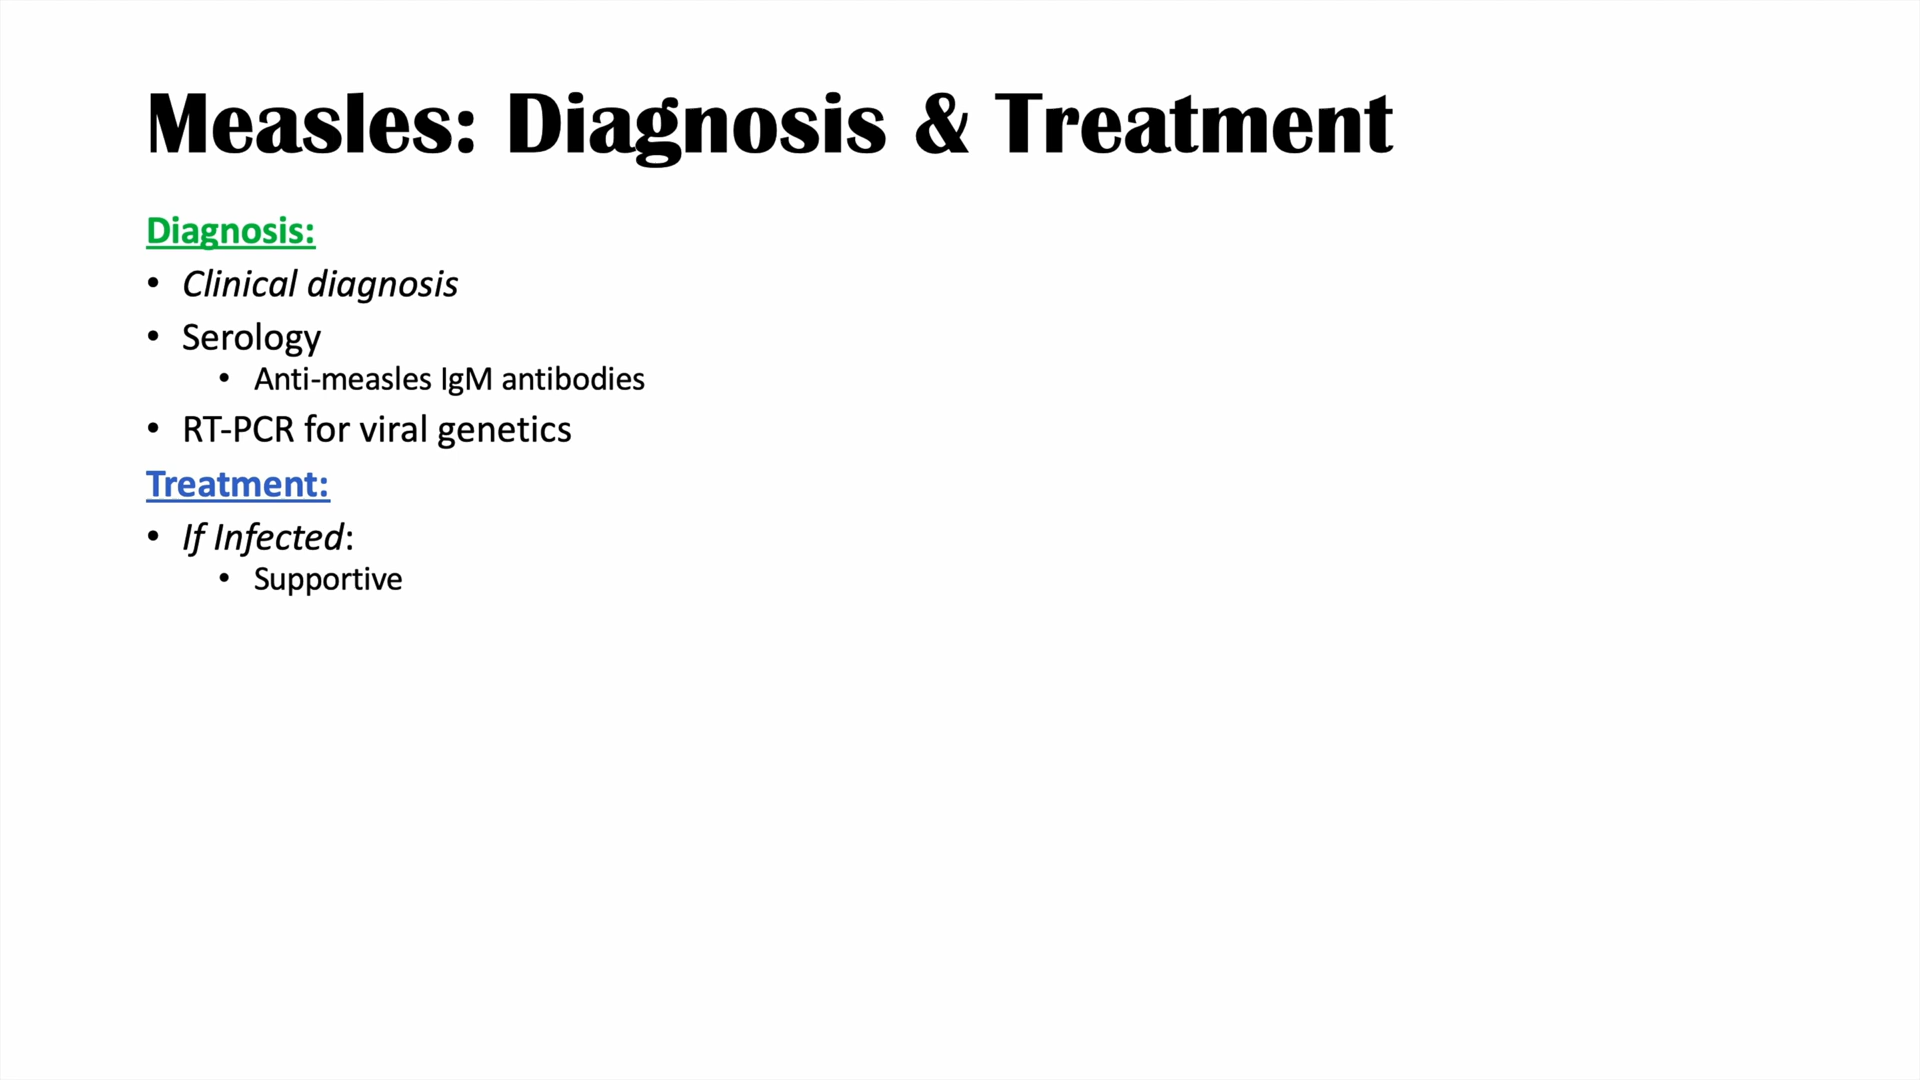 Measles: Diagnosis & Treatment
Diagnosis:
• Clinical diagnosis
• Serology
• Anti-measles IgM antibodies
• RT-PCR for viral genetics
Treatment:
• If Infected:
• Supportive